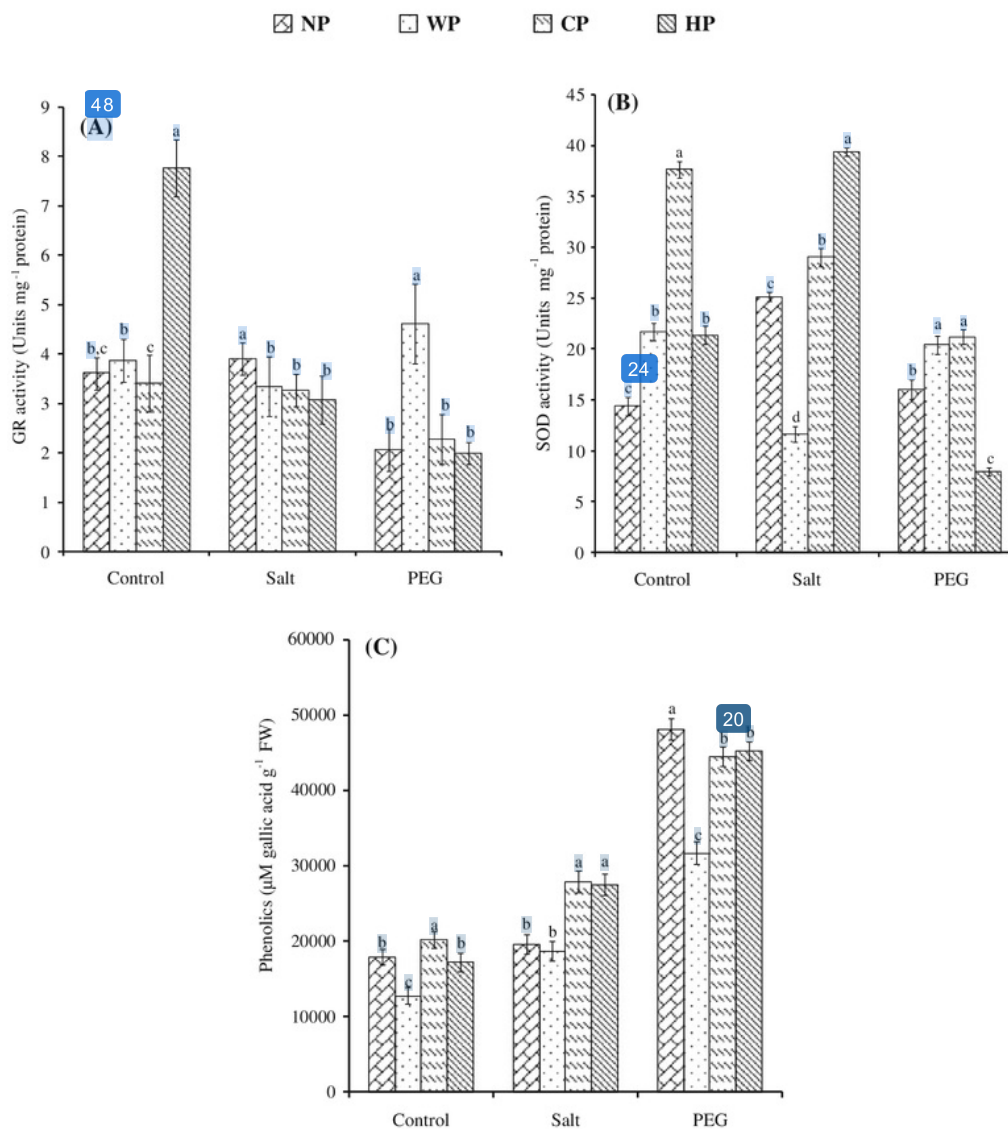 NP WP CP HP
48
(A)
GR activity (Units mg⁻¹ protein)
9
8
7
6
5
4
3
2
1
0
b,c b c a
a b b b
b a b b
Control Salt PEG
(B)
SOD activity (Units mg⁻¹ protein)
45
40
35
30
25
20
15
10
5
0
24
c b a b
c d b a
b a a c
Control Salt PEG
(C)
Phenolics (µM gallic acid g⁻¹ FW)
60000
50000
40000
30000
20000
10000
0
20
b c a b
b b a a
a c b b
Control Salt PEG